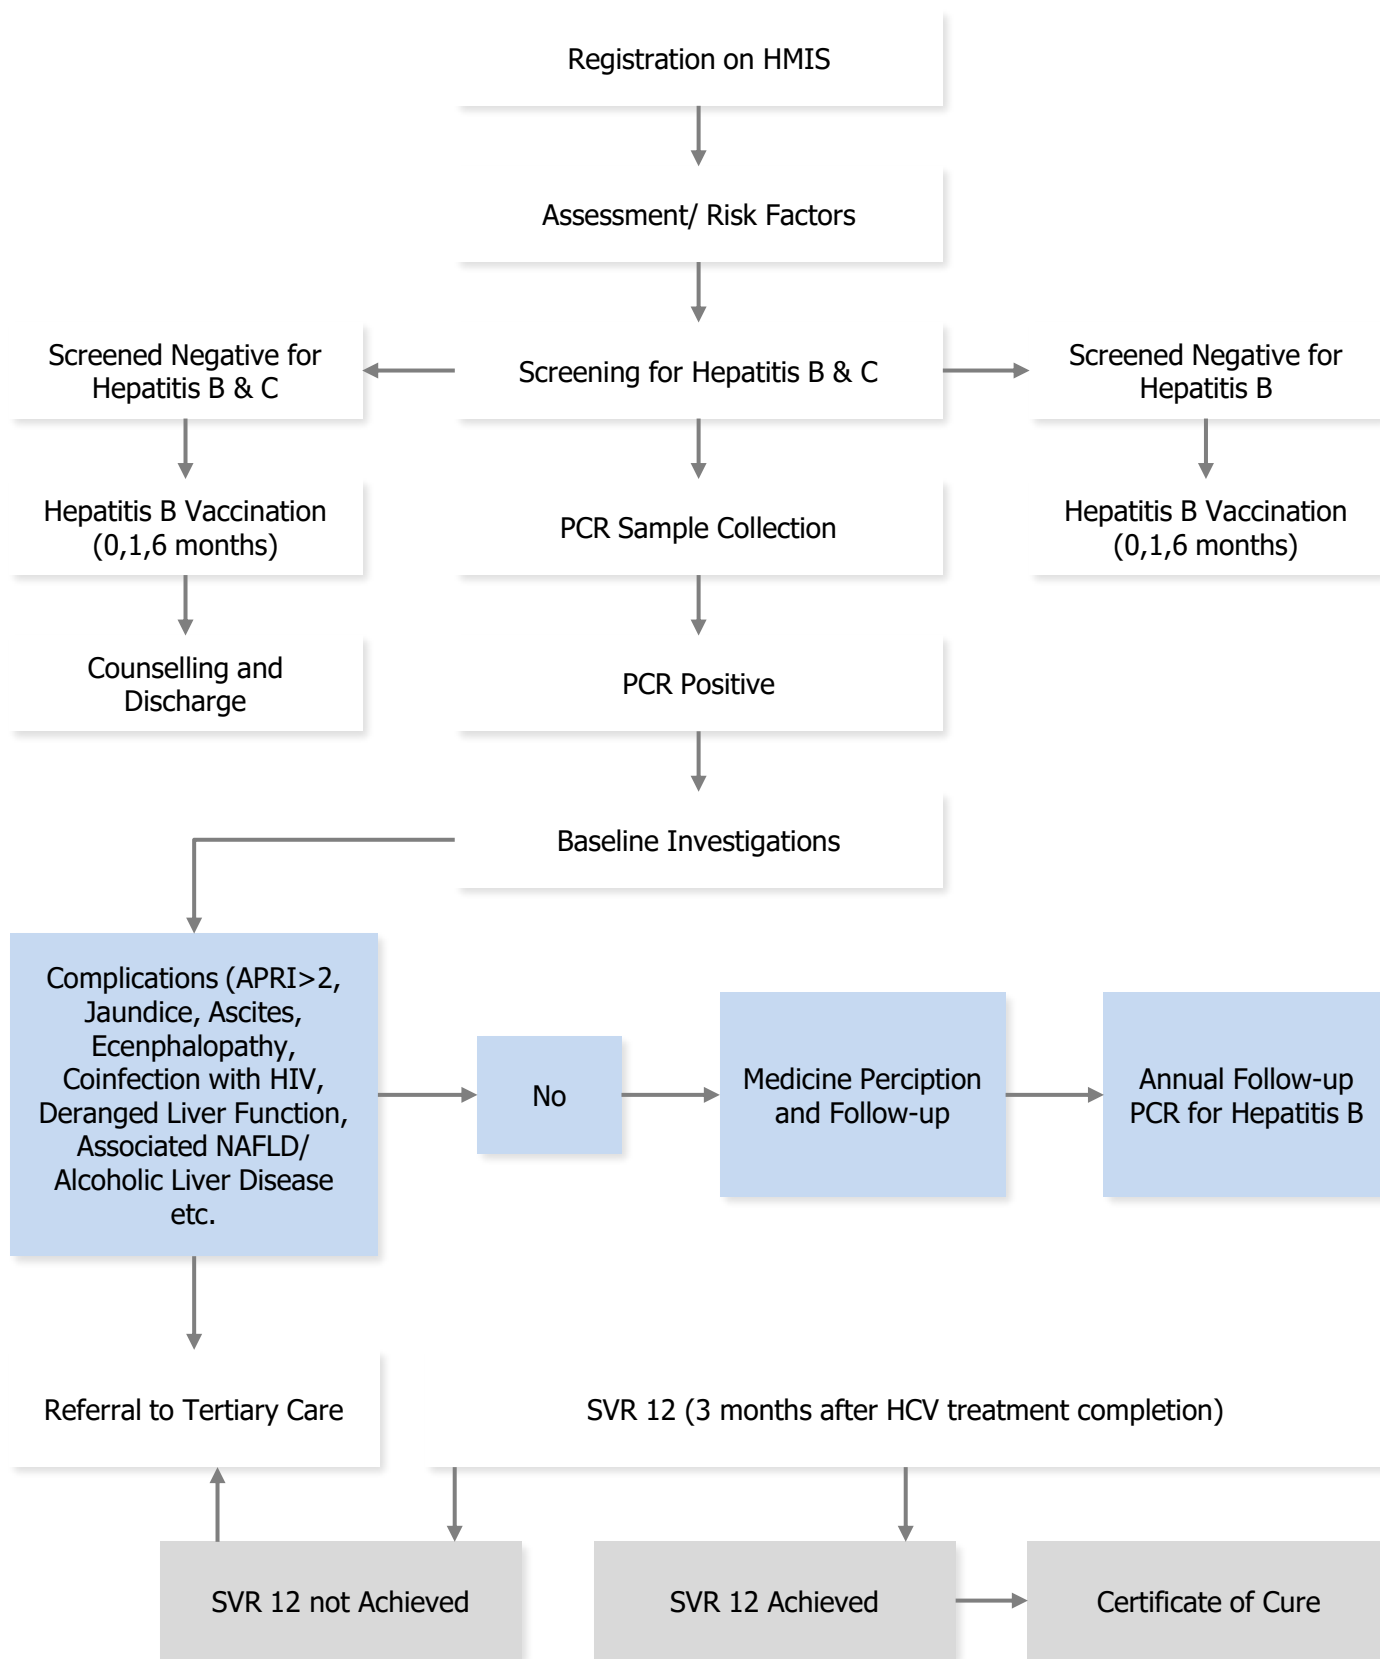 Registration on HMIS
Assessment/ Risk Factors
Screened Negative for
Hepatitis B & C
Screening for Hepatitis B & C
Screened Negative for
Hepatitis B
Hepatitis B Vaccination
(0,1,6 months)
PCR Sample Collection
Hepatitis B Vaccination
(0,1,6 months)
Counselling and
Discharge
PCR Positive
Baseline Investigations
Complications (APRI>2,
Jaundice, Ascites,
Ecenphalopathy,
Coinfection with HIV,
Deranged Liver Function,
Associated NAFLD/
Alcoholic Liver Disease
etc.
No
Medicine Perciption
and Follow-up
Annual Follow-up
PCR for Hepatitis B
Referral to Tertiary Care
SVR 12 (3 months after HCV treatment completion)
SVR 12 not Achieved
SVR 12 Achieved
Certificate of Cure